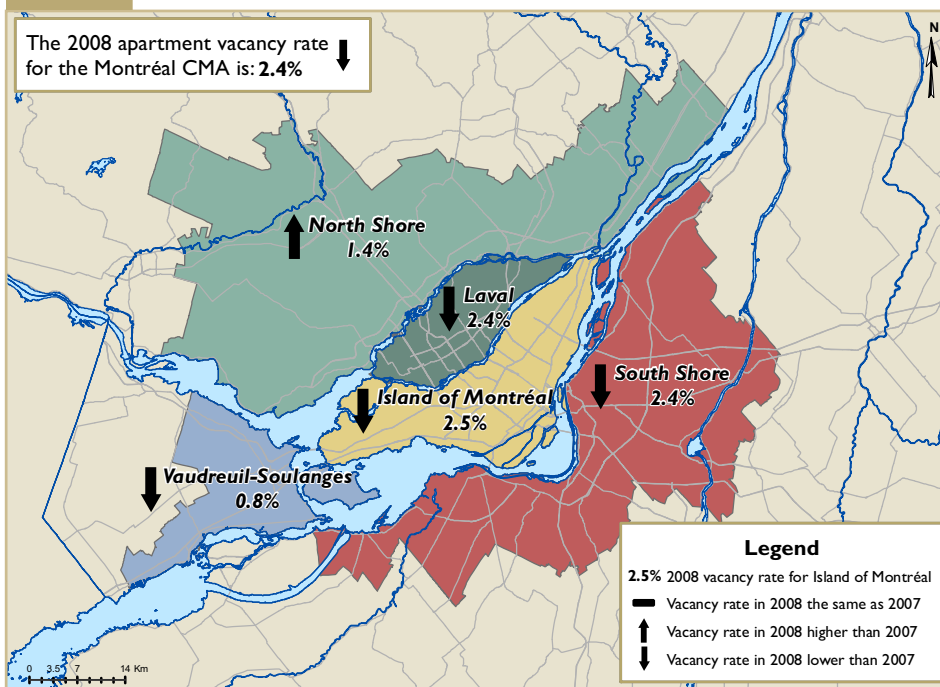 The 2008 apartment vacancy rate
for the Montréal CMA is: 2.4%
N
North Shore
1.4%
Laval
2.4%
South Shore
2.4%
Island of Montréal
2.5%
Vaudreuil-Soulanges
0.8%
Legend
2.5% 2008 vacancy rate for Island of Montréal
Vacancy rate in 2008 the same as 2007
Vacancy rate in 2008 higher than 2007
Vacancy rate in 2008 lower than 2007
0 3.5 7 14 Km